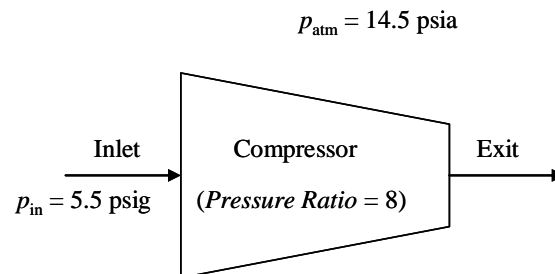 p_atm = 14.5 psia
Inlet Compressor Exit
p_in = 5.5 psig (Pressure Ratio = 8)